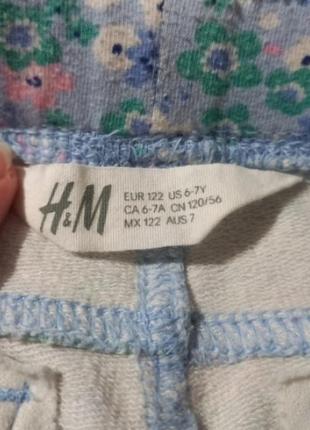 H&M
EUR 122 US 6-7Y
CA 6-7A CN 120/56
MX 122 AUS 7